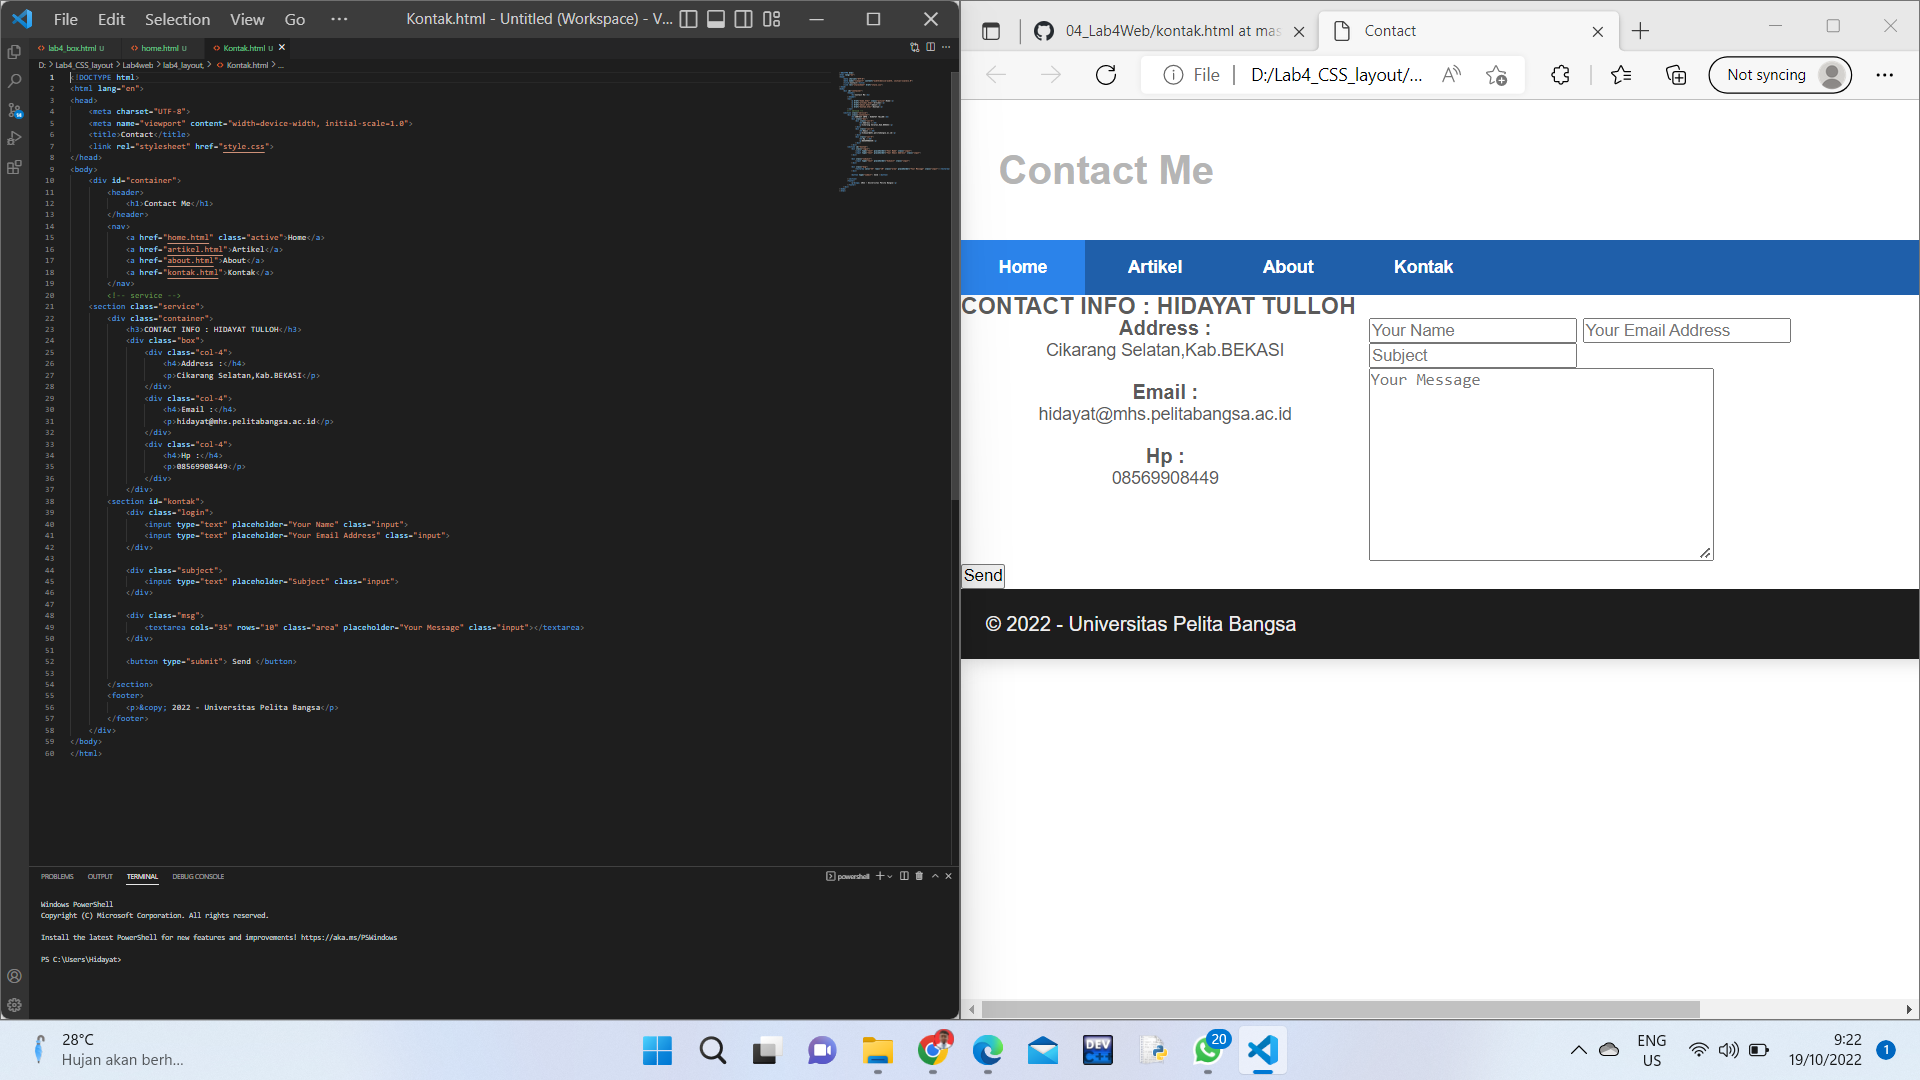 File Edit Selection View Go ··· Kontak.html - Untitled (Workspace) - V...
lab4_box.html U home.html U Kontak.html U
D: > Lab4_CSS_layout > Lab4web > lab4_layout, > Kontak.html > ...
1 <!DOCTYPE html>
2 <html lang="en">
3 <head>
4 <meta charset="UTF-8">
5 <meta name="viewport" content="width=device-width, initial-scale=1.0">
6 <title>Contact</title>
7 <link rel="stylesheet" href="style.css">
8 </head>
9 <body>
10 <div id="container">
11 <header>
12 <h1>Contact Me</h1>
13 </header>
14 <nav>
15 <a href="home.html" class="active">Home</a>
16 <a href="artikel.html">Artikel</a>
17 <a href="about.html">About</a>
18 <a href="kontak.html">Kontak</a>
19 </nav>
20 <!-- service -->
21 <section class="service">
22 <div class="container">
23 <h3>CONTACT INFO : HIDAYAT TULLOH</h3>
24 <div class="box">
25 <div class="col-4">
26 <h4>Address :</h4>
27 <p>Cikarang Selatan,Kab.BEKASI</p>
28 </div>
29 <div class="col-4">
30 <h4>Email :</h4>
31 <p>hidayat@mhs.pelitabangsa.ac.id</p>
32 </div>
33 <div class="col-4">
34 <h4>Hp :</h4>
35 <p>08569908449</p>
36 </div>
37 </div>
38 <section id="kontak">
39 <div class="login">
40 <input type="text" placeholder="Your Name" class="input">
41 <input type="text" placeholder="Your Email Address" class="input">
42 </div>
43
44 <div class="subject">
45 <input type="text" placeholder="Subject" class="input">
46 </div>
47
48 <div class="msg">
49 <textarea cols="35" rows="10" class="area" placeholder="Your Message" class="input"></textarea>
50 </div>
51
52 <button type="submit"> Send </button>
53
54 </section>
55 <footer>
56 <p>&copy; 2022 - Universitas Pelita Bangsa</p>
57 </footer>
58 </div>
59 </body>
60 </html>
PROBLEMS OUTPUT TERMINAL DEBUG CONSOLE powershell
Windows PowerShell
Copyright (C) Microsoft Corporation. All rights reserved.
Install the latest PowerShell for new features and improvements! https://aka.ms/PSWindows
PS C:\Users\Hidayat>
04_Lab4Web/kontak.html at mas Contact
File D:/Lab4_CSS_layout/... Not syncing
Contact Me
Home Artikel About Kontak
CONTACT INFO : HIDAYAT TULLOH
Address :
Cikarang Selatan,Kab.BEKASI
Email :
hidayat@mhs.pelitabangsa.ac.id
Hp :
08569908449
Your Name Your Email Address
Subject
Your Message
Send
© 2022 - Universitas Pelita Bangsa
28°C
Hujan akan berh...
DEV C++
20
ENG
US
9:22
19/10/2022
1